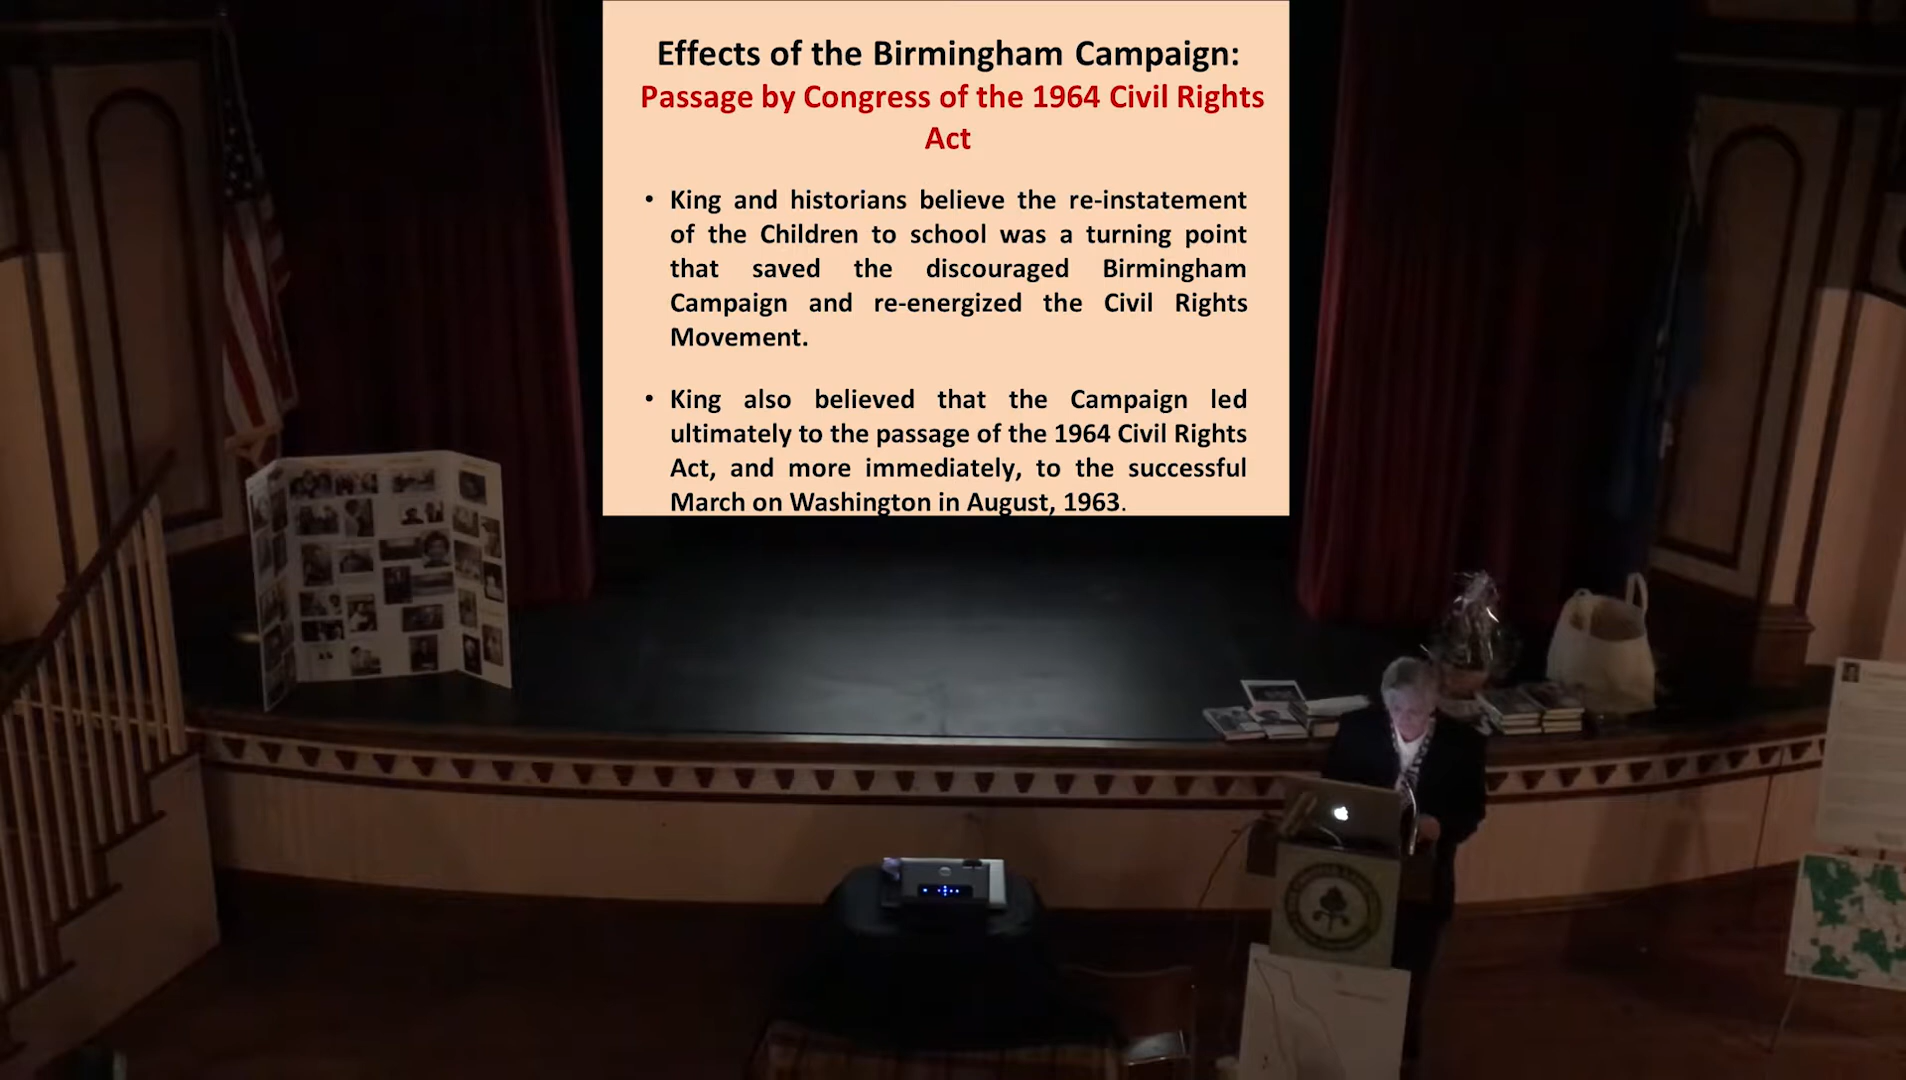 Effects of the Birmingham Campaign:
Passage by Congress of the 1964 Civil Rights
Act
• King and historians believe the re-instatement
of the Children to school was a turning point
that saved the discouraged Birmingham
Campaign and re-energized the Civil Rights
Movement.
• King also believed that the Campaign led
ultimately to the passage of the 1964 Civil Rights
Act, and more immediately, to the successful
March on Washington in August, 1963.